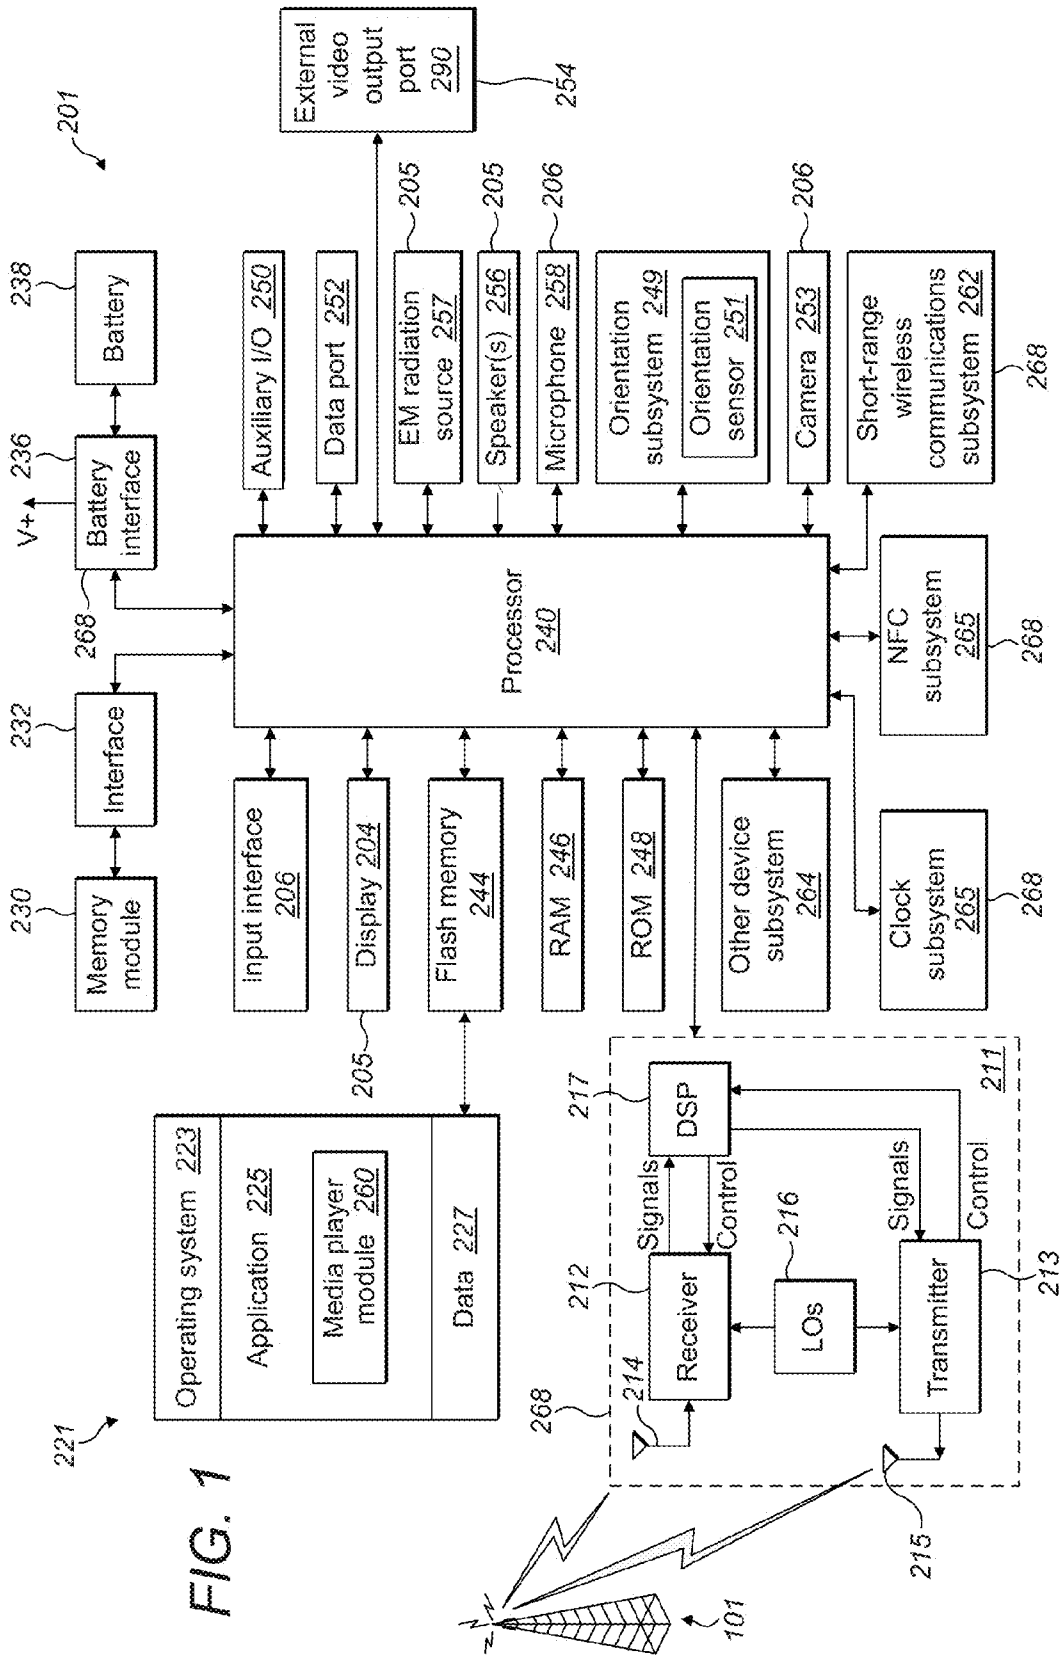 FIG. 1
221
201
230
Memory
module
232
Interface
V+
236
Battery
interface
268
238
Battery
Operating system 223
Application 225
Media player
module 260
Data 227
Input interface
206
Display 204
205
Flash memory
244
RAM 246
ROM 248
Other device
subsystem
264
Processor
240
Auxiliary I/O 250
Data port 252
External
video
output
port
290
254
EM radiation
source 257
205
Speaker(s) 256
205
Microphone 258
206
Orientation
subsystem 249
Orientation
sensor 251
Camera 253
206
Short-range
wireless
communications
subsystem 262
268
NFC
subsystem
265
268
Clock
subsystem
265
268
101
268
214
212
Receiver
Signals
Control
217
DSP
216
LOs
Signals
Control
Transmitter
213
215
211